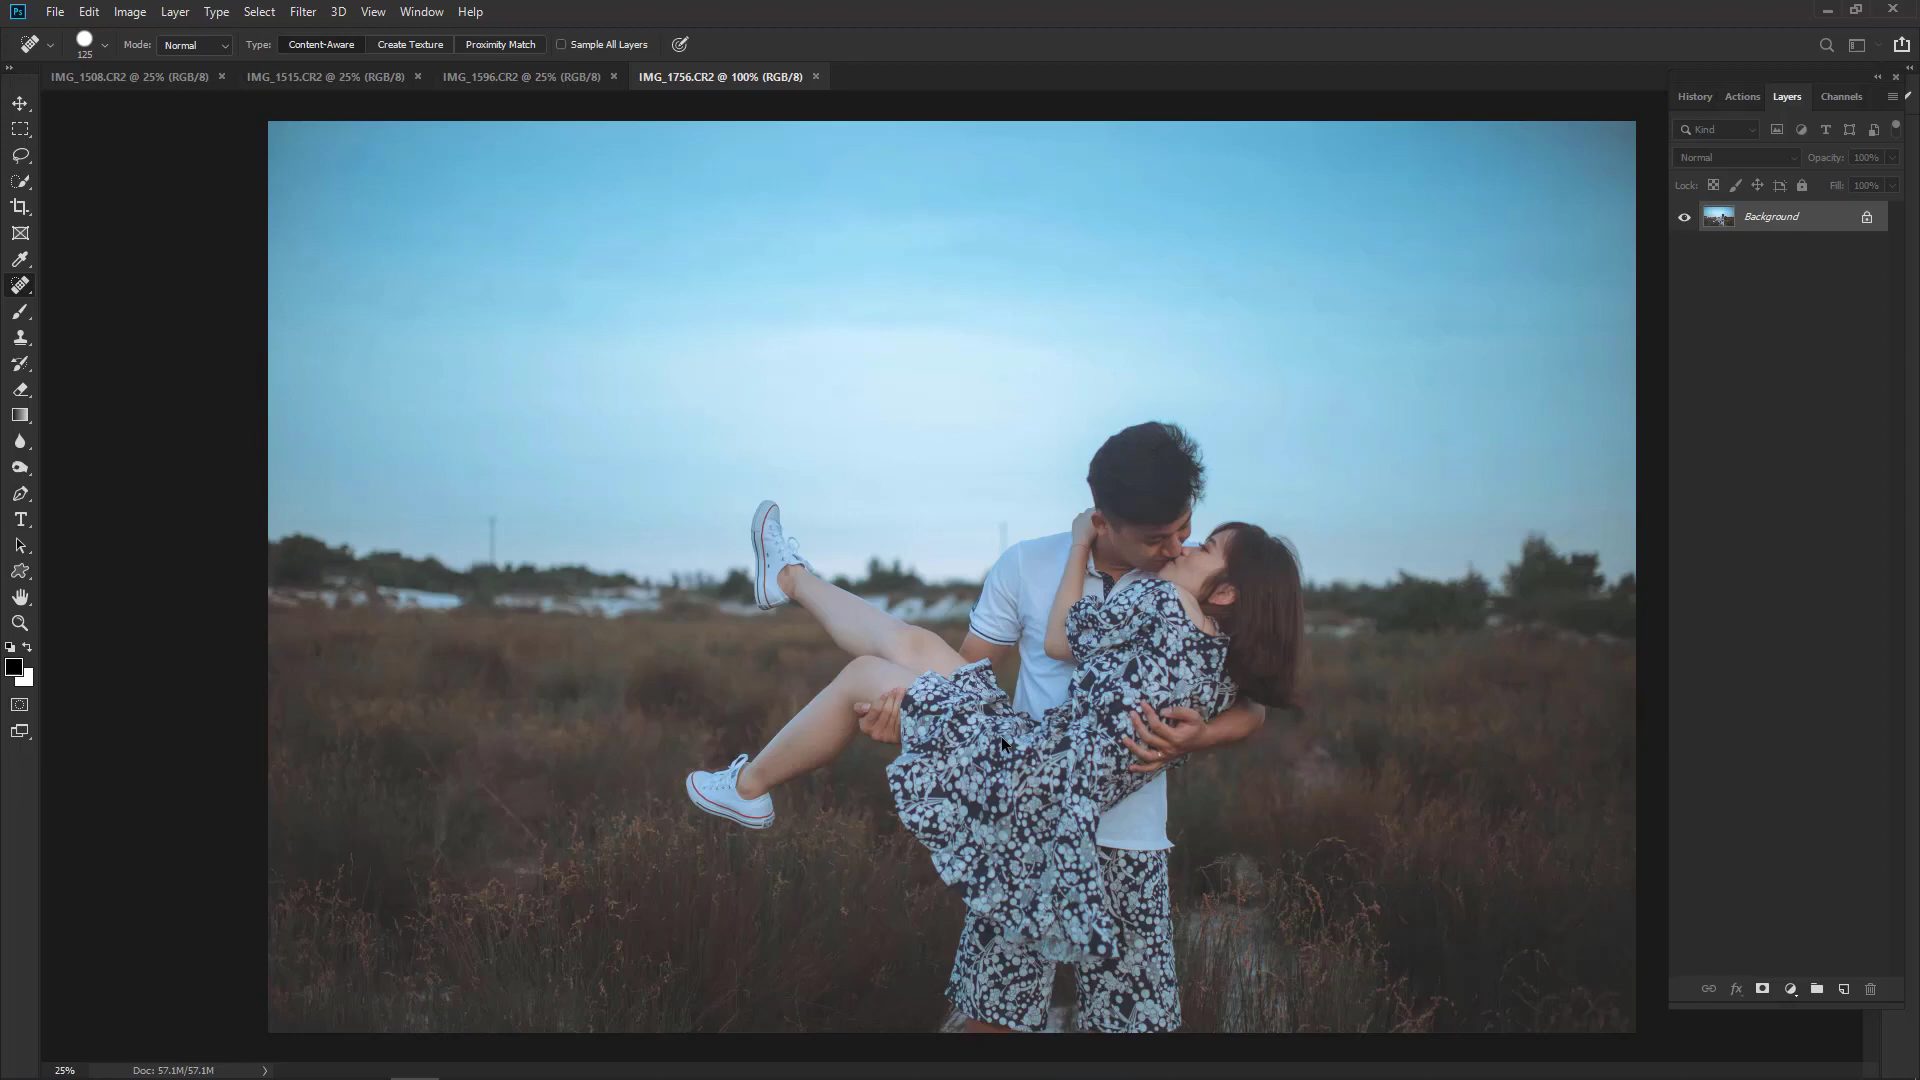 Ps File Edit Image Layer Type Select Filter 3D View Window Help
125 Mode: Normal Type: Content-Aware Create Texture Proximity Match Sample All Layers
IMG_1508.CR2 @ 25% (RGB/8) IMG_1515.CR2 @ 25% (RGB/8) IMG_1596.CR2 @ 25% (RGB/8) IMG_1756.CR2 @ 100% (RGB/8)
History Actions Layers Channels
Kind
Normal Opacity: 100%
Lock: Fill: 100%
Background
25% Doc: 57.1M/57.1M